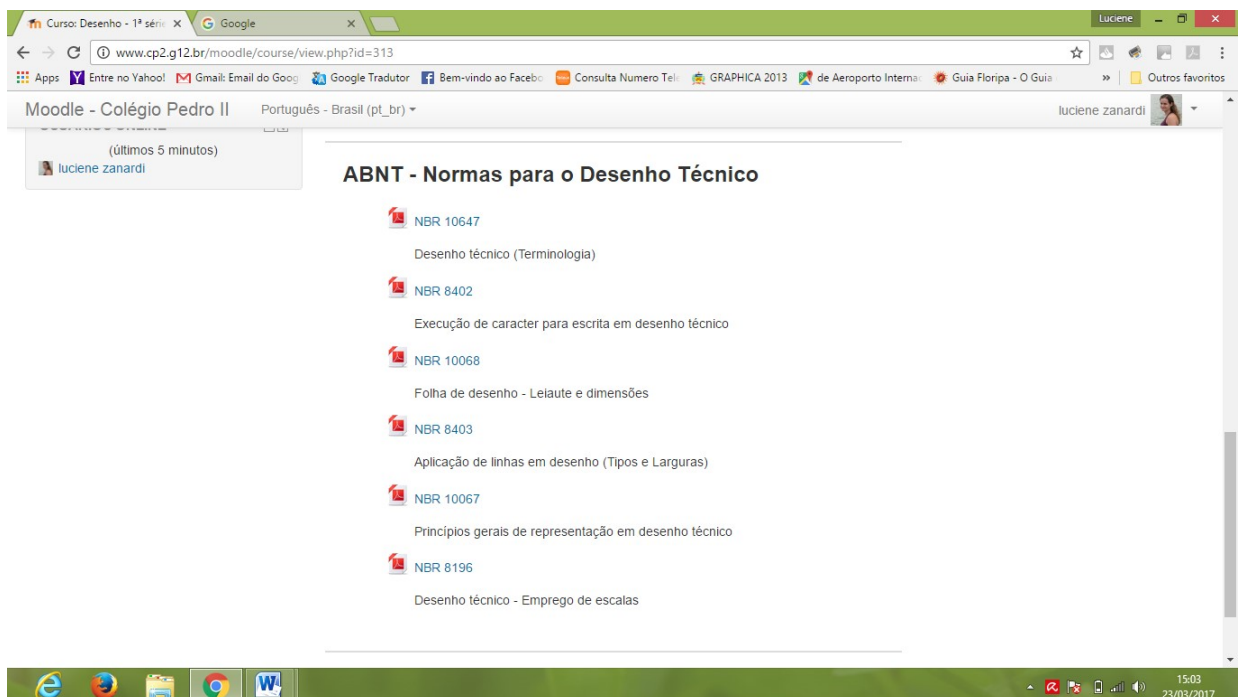 Curso: Desenho - 1ª série
Google
Luciene
www.cp2.g12.br/moodle/course/view.php?id=313
Apps
Entre no Yahoo!
Gmail: Email do Goog
Google Tradutor
Bem-vindo ao Facebo
Consulta Numero Tele
GRAPHICA 2013
de Aeroporto Internac
Guia Floripa - O Guia
»
Outros favoritos
Moodle - Colégio Pedro II
Português - Brasil (pt_br)
luciene zanardi
(últimos 5 minutos)
luciene zanardi
ABNT - Normas para o Desenho Técnico
NBR 10647
Desenho técnico (Terminologia)
NBR 8402
Execução de caracter para escrita em desenho técnico
NBR 10068
Folha de desenho - Leiaute e dimensões
NBR 8403
Aplicação de linhas em desenho (Tipos e Larguras)
NBR 10067
Princípios gerais de representação em desenho técnico
NBR 8196
Desenho técnico - Emprego de escalas
15:03
23/03/2017